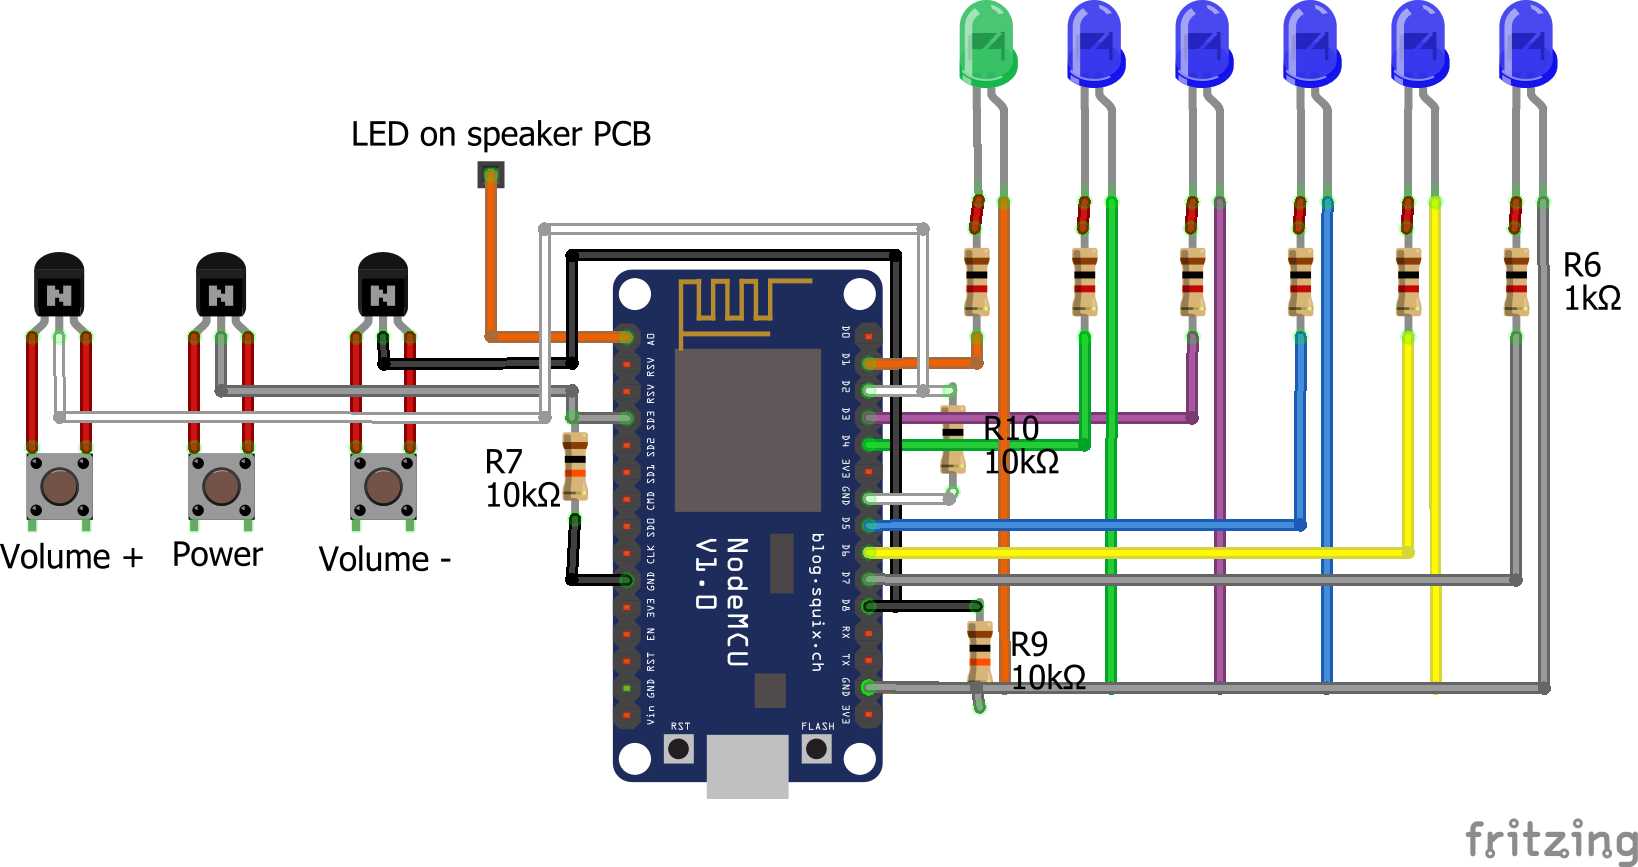 LED on speaker PCB
N
N
N
Volume +
Power
Volume -
R7
10kΩ
A0
RSV
RSV
SD3
SD2
SD1
CMD
SD0
CLK
GND
3V3
EN
RST
GND
Vin
D0
D1
D2
D3
D4
3V3
GND
D5
D6
D7
D8
RX
TX
GND
3V3
NodeMCU
V1.0
blog.squix.ch
RST
FLASH
R10
10kΩ
R9
10kΩ
R6
1kΩ
fritzing